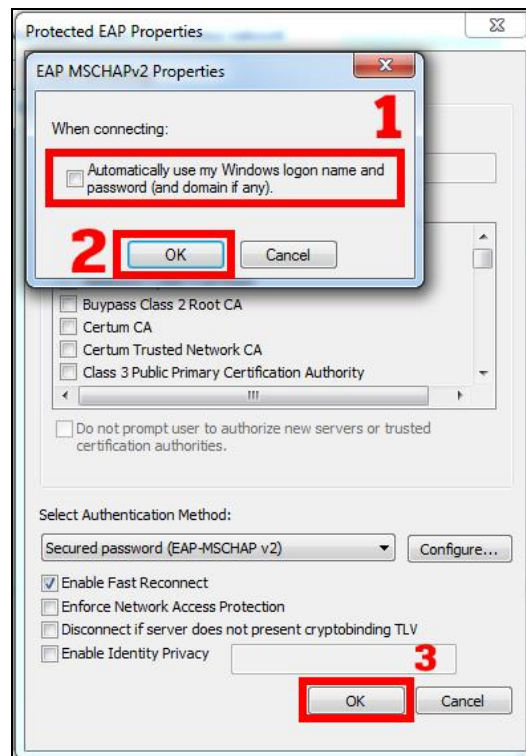 Protected EAP Properties
EAP MSCHAPv2 Properties
When connecting:
1
Automatically use my Windows logon name and
password (and domain if any).
2
OK
Cancel
Buypass Class 2 Root CA
Certum CA
Certum Trusted Network CA
Class 3 Public Primary Certification Authority
Do not prompt user to authorize new servers or trusted
certification authorities.
Select Authentication Method:
Secured password (EAP-MSCHAP v2)
Configure...
Enable Fast Reconnect
Enforce Network Access Protection
Disconnect if server does not present cryptobinding TLV
Enable Identity Privacy
3
OK
Cancel